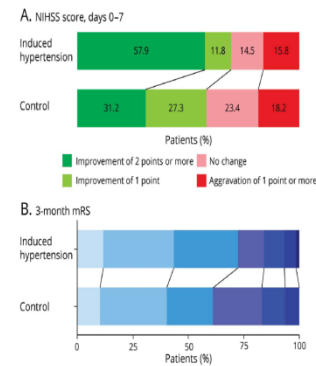 A. NIHSS score, days 0–7
Induced
hypertension
57.9 11.8 14.5 15.8
Control
31.2 27.3 23.4 18.2
Patients (%)
Improvement of 2 points or more No change
Improvement of 1 point Aggravation of 1 point or more
B. 3-month mRS
Induced
hypertension
Control
0 25 50 75 100
Patients (%)